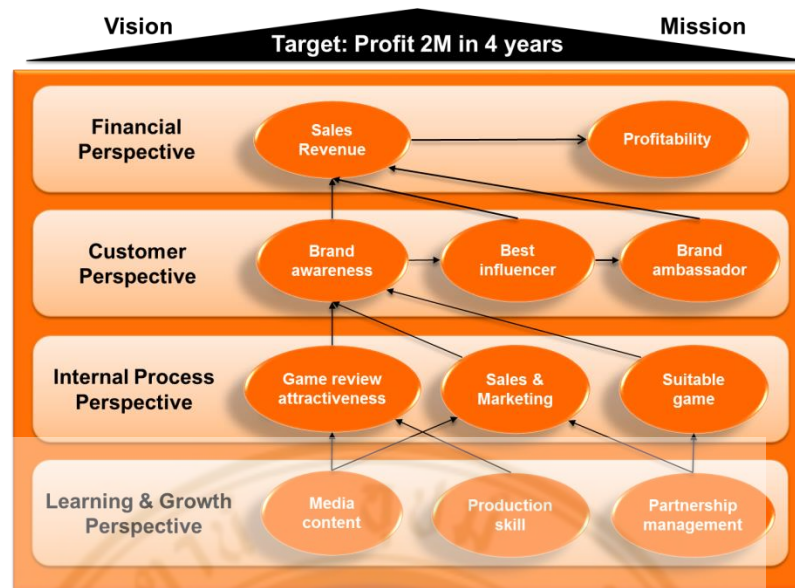 Vision
Mission
Target: Profit 2M in 4 years
Financial
Perspective
Sales
Revenue
Profitability
Customer
Perspective
Brand
awareness
Best
influencer
Brand
ambassador
Internal Process
Perspective
Game review
attractiveness
Sales &
Marketing
Suitable
game
Learning & Growth
Perspective
Media
content
Production
skill
Partnership
management